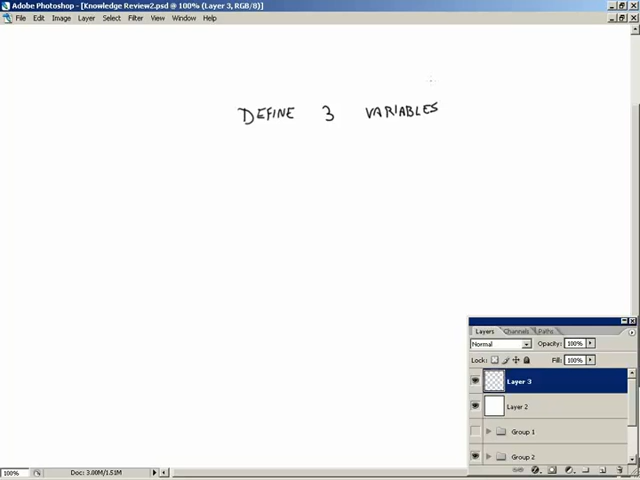 Adobe Photoshop - [Knowledge Review2.psd @ 100% (Layer 3, RGB/8)]
File Edit Image Layer Select Filter View Window Help
DEFINE 3 VARIABLES
Layers Channels Paths
Normal Opacity: 100%
Lock: Fill: 100%
Layer 3
Layer 2
Group 1
Group 2
100% Doc: 3.00M/1.51M